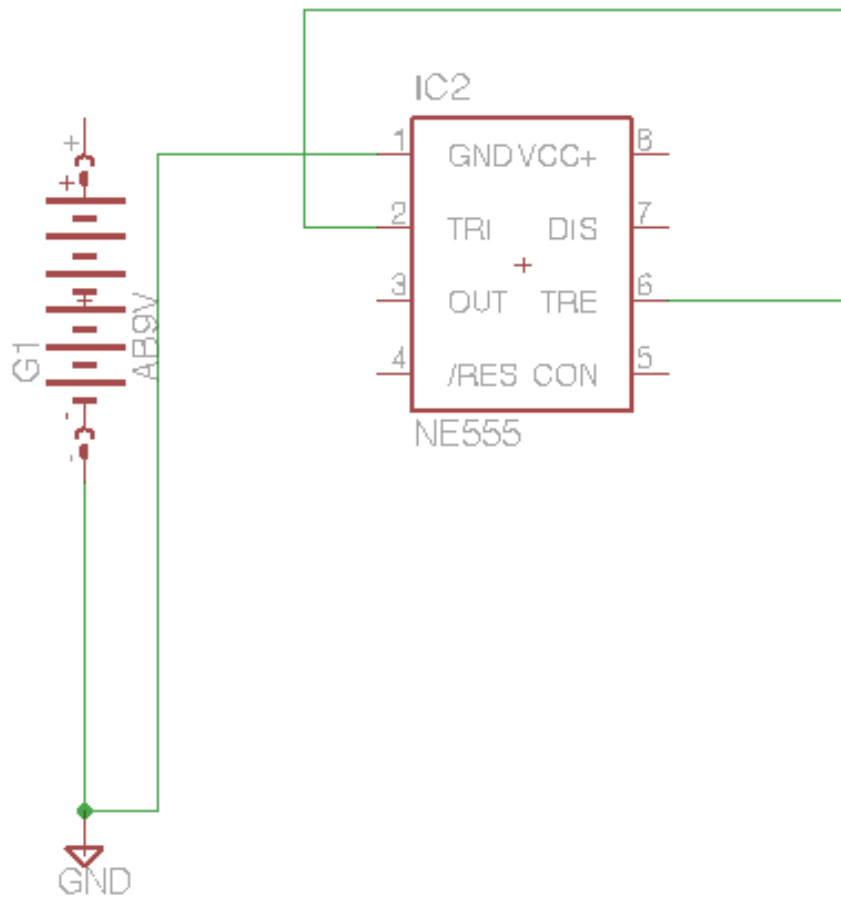 IC2
1 GND VCC+ 8
2 TRI DIS 7
3 OUT TRE 6
4 /RES CON 5
NE555
+
+
G1
AB9V
-
-
GND